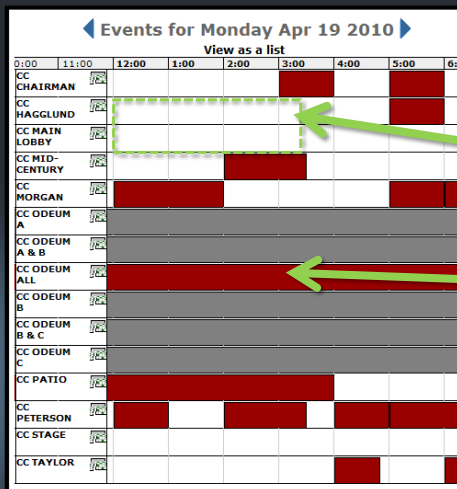 Events for Monday Apr 19 2010
View as a list
0:00 11:00 12:00 1:00 2:00 3:00 4:00 5:00 6:
CC
CHAIRMAN
CC
HAGGLUND
CC MAIN
LOBBY
CC MID-
CENTURY
CC
MORGAN
CC ODEUM
A
CC ODEUM
A & B
CC ODEUM
ALL
CC ODEUM
B
CC ODEUM
B & C
CC ODEUM
C
CC PATIO
CC
PETERSON
CC STAGE
CC TAYLOR